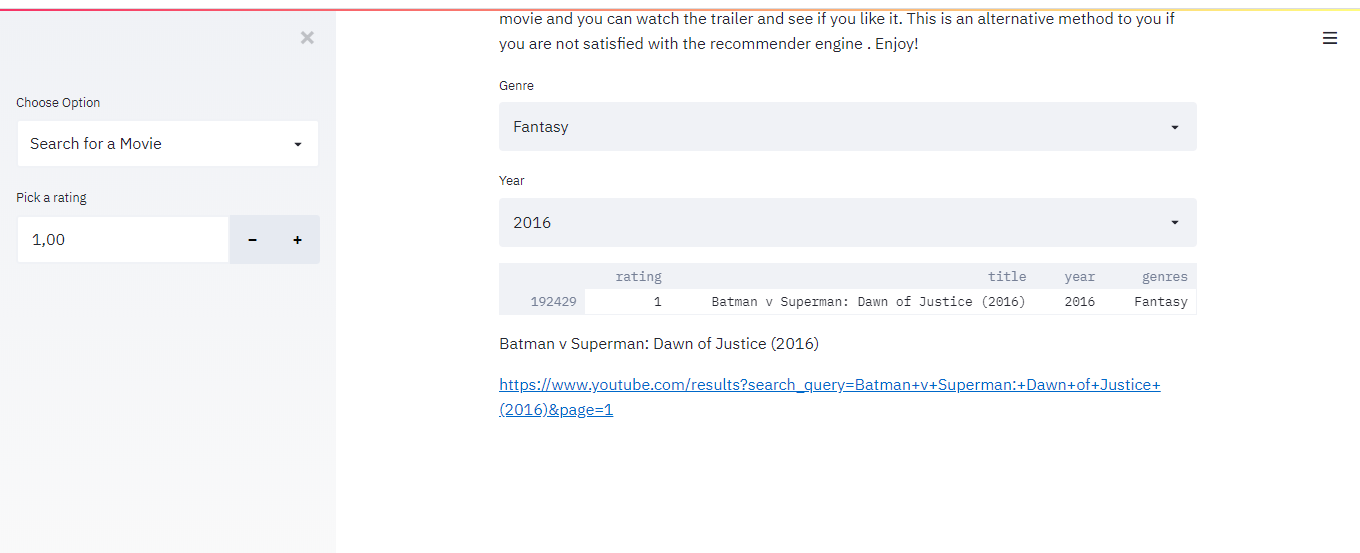 movie and you can watch the trailer and see if you like it. This is an alternative method to you if
you are not satisfied with the recommender engine . Enjoy!
Choose Option
Search for a Movie
Pick a rating
1,00
Genre
Fantasy
Year
2016
rating title year genres
192429 1 Batman v Superman: Dawn of Justice (2016) 2016 Fantasy
Batman v Superman: Dawn of Justice (2016)
https://www.youtube.com/results?search_query=Batman+v+Superman:+Dawn+of+Justice+
(2016)&page=1